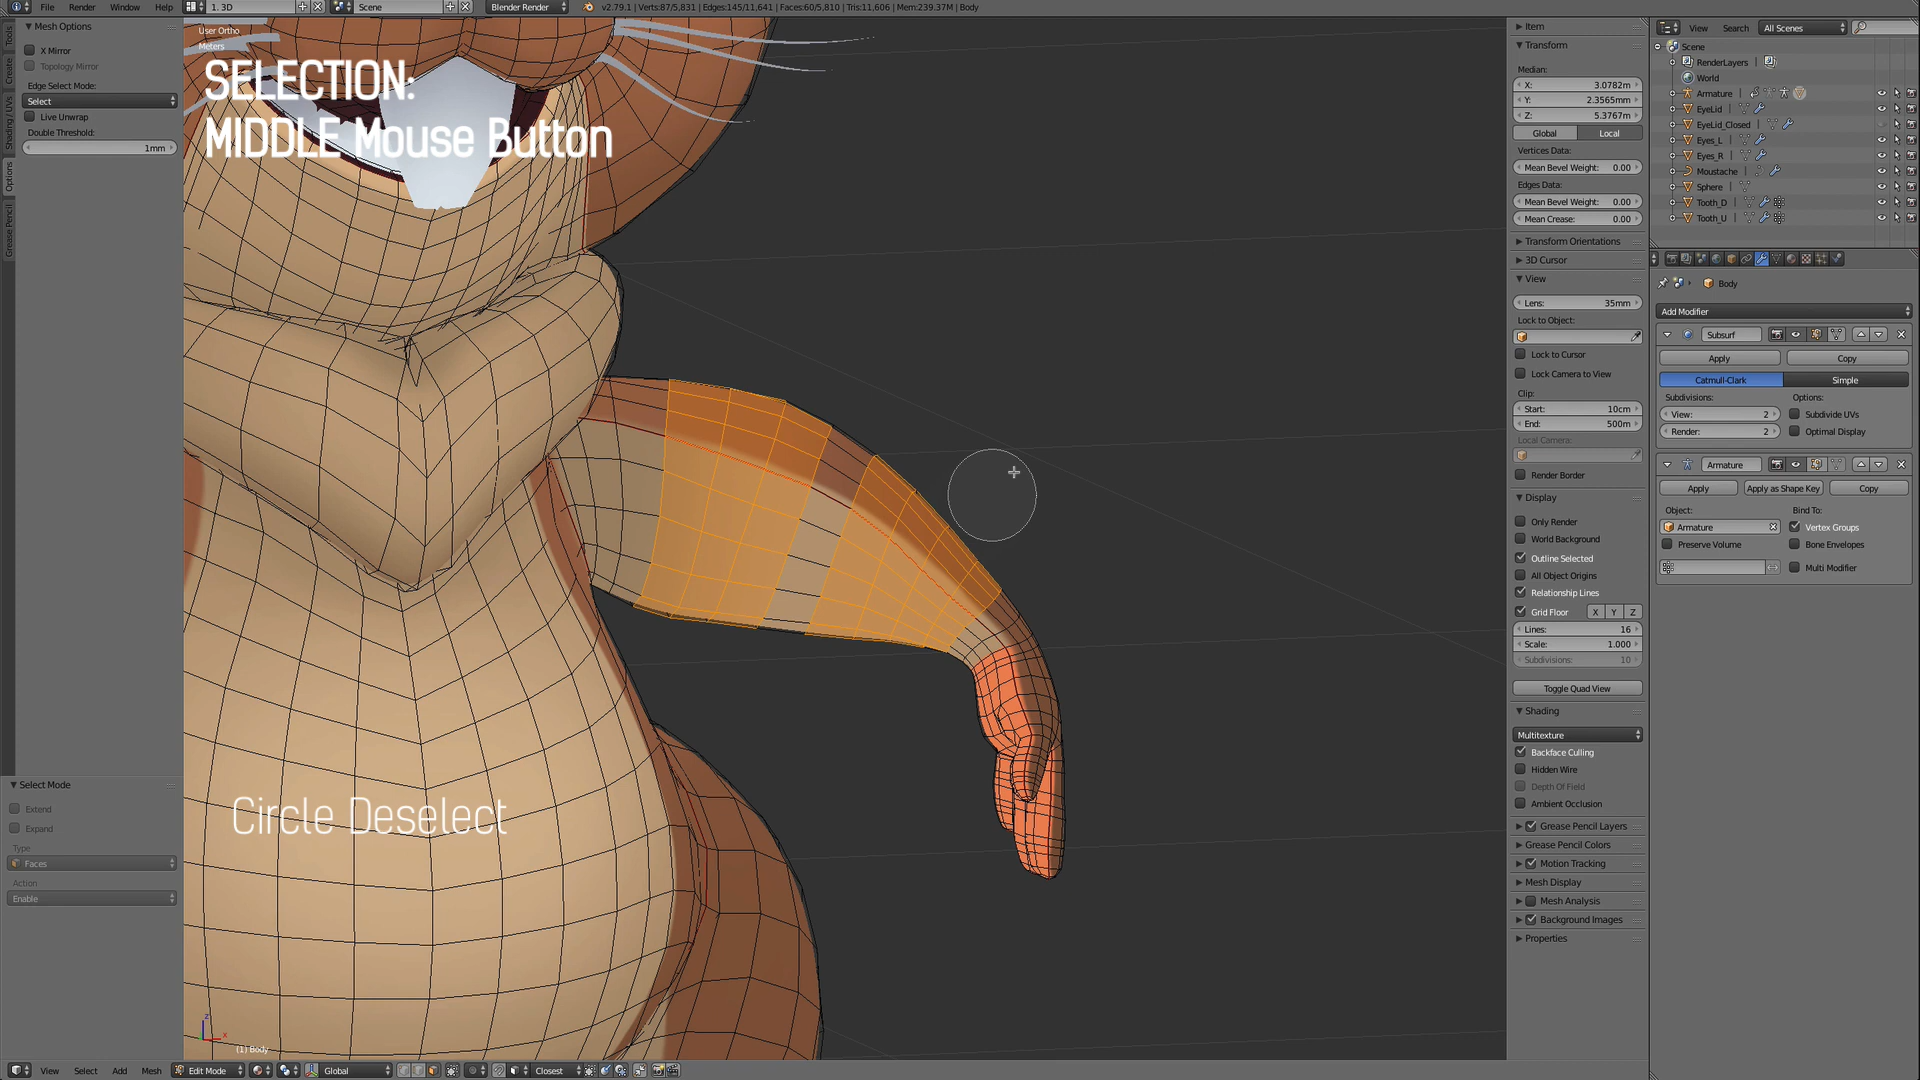 File Render Window Help
1. 3D
Scene
Blender Render
v2.79.1 | Verts:87/5,831 | Edges:145/11,641 | Faces:60/5,810 | Tris:11,606 | Mem:239.37M | Body
Tools
Create
Shading / UVs
Options
Grease Pencil
Mesh Options
X Mirror
Topology Mirror
Edge Select Mode:
Select
Live Unwrap
Double Threshold:
1mm
Select Mode
Extend
Expand
Type
Faces
Action
Enable
User Ortho
Meters
SELECTION:
MIDDLE Mouse Button
Circle Deselect
z
x
(1) Body
View Select Add Mesh
Edit Mode
Global
Closest
Item
Transform
Median:
X: 3.0782m
Y: 2.3565mm
Z: 5.3767m
Global Local
Vertices Data:
Mean Bevel Weight: 0.00
Edges Data:
Mean Bevel Weight: 0.00
Mean Crease: 0.00
Transform Orientations
3D Cursor
View
Lens: 35mm
Lock to Object:
Lock to Cursor
Lock Camera to View
Clip:
Start: 10cm
End: 500m
Local Camera:
Render Border
Display
Only Render
World Background
Outline Selected
All Object Origins
Relationship Lines
Grid Floor X Y Z
Lines: 16
Scale: 1.000
Subdivisions: 10
Toggle Quad View
Shading
Multitexture
Backface Culling
Hidden Wire
Depth Of Field
Ambient Occlusion
Grease Pencil Layers
Grease Pencil Colors
Motion Tracking
Mesh Display
Mesh Analysis
Background Images
Properties
View Search All Scenes
Scene
RenderLayers
World
Armature
EyeLid
EyeLid_Closed
Eyes_L
Eyes_R
Moustache
Sphere
Tooth_D
Tooth_U
Body
Add Modifier
Subsurf
Apply Copy
Catmull-Clark Simple
Subdivisions: Options:
View: 2 Subdivide UVs
Render: 2 Optimal Display
Armature
Apply Apply as Shape Key Copy
Object: Bind To:
Armature Vertex Groups
Preserve Volume Bone Envelopes
Multi Modifier